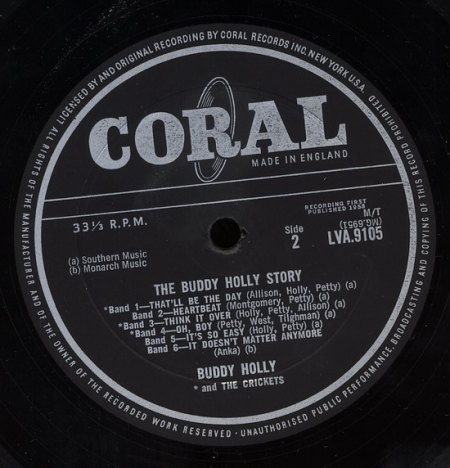 ALL RIGHTS OF THE MANUFACTURER AND OF THE OWNER OF THE RECORDED WORK RESERVED · UNAUTHORISED PUBLIC PERFORMANCE, BROADCASTING AND COPYING OF THIS RECORD PROHIBITED
LICENSED BY AND ORIGINAL RECORDING BY CORAL RECORDS INC. NEW YORK U.S.A.
CORAL
MADE IN ENGLAND
33⅓ R.P.M.
RECORDING FIRST
PUBLISHED 1958
M/T
(MG.6951)
(a) Southern Music
(b) Monarch Music
Side
2
LVA.9105
THE BUDDY HOLLY STORY
*Band 1—THAT'LL BE THE DAY (Allison, Holly, Petty) (a)
Band 2—HEARTBEAT (Montgomery, Petty) (a)
*Band 3—THINK IT OVER (Holly, Petty, Allison) (a)
*Band 4—OH, BOY (Petty, West, Tilghman) (a)
Band 5—IT'S SO EASY (Holly, Petty) (a)
Band 6—IT DOESN'T MATTER ANYMORE
(Anka) (b)
BUDDY HOLLY
* and THE CRICKETS